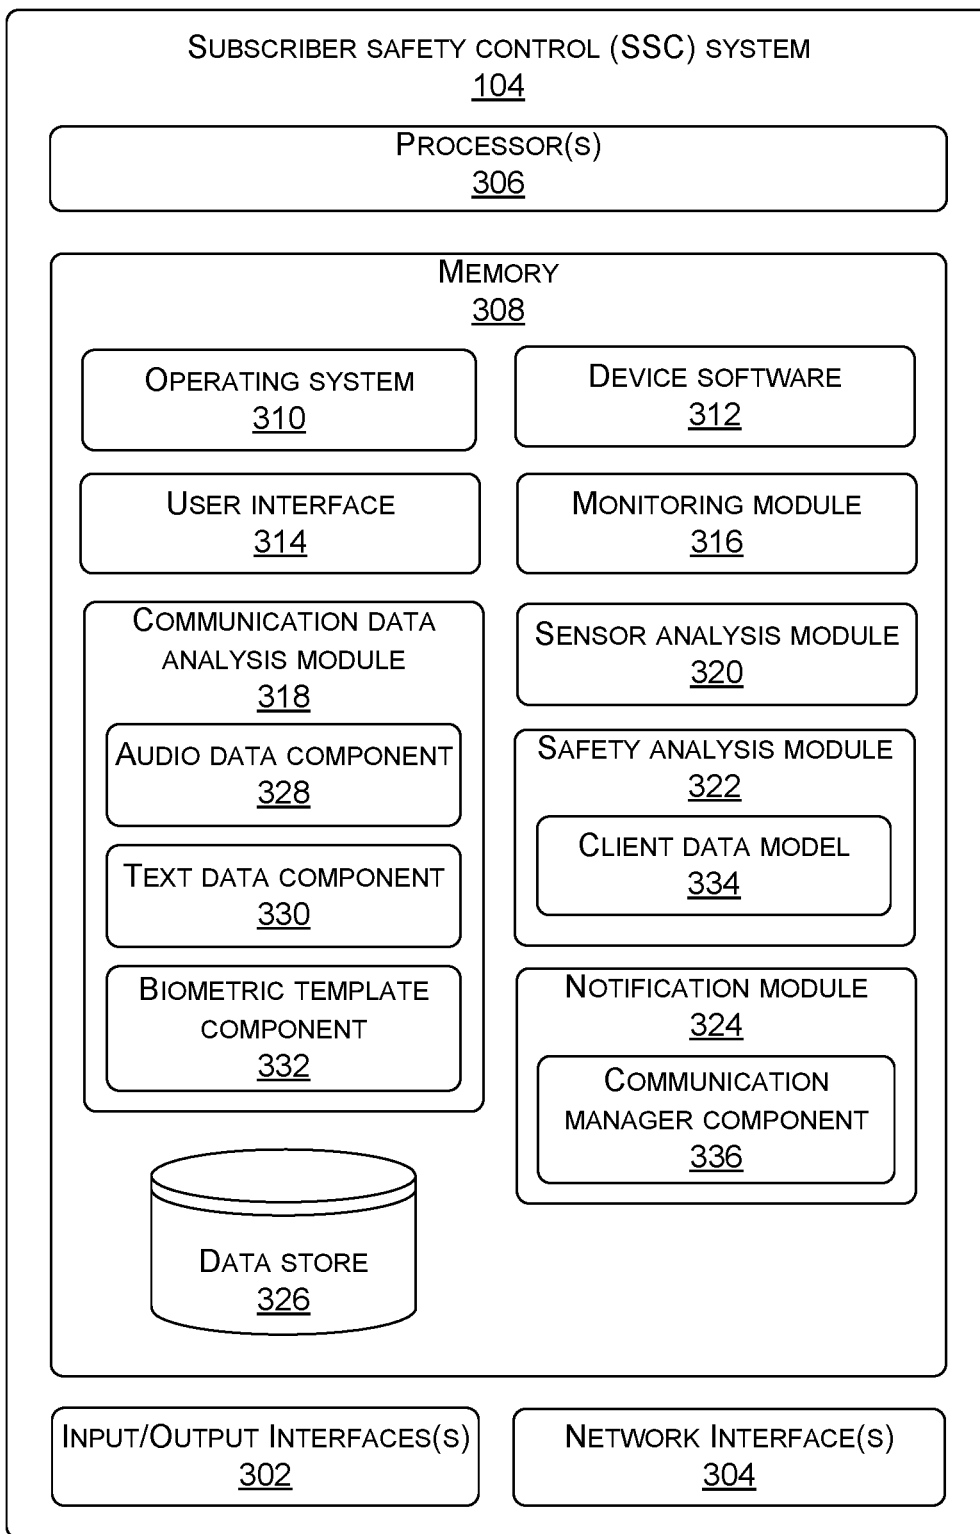 SUBSCRIBER SAFETY CONTROL (SSC) SYSTEM
104
PROCESSOR(S)
306
MEMORY
308
OPERATING SYSTEM
310
DEVICE SOFTWARE
312
USER INTERFACE
314
MONITORING MODULE
316
COMMUNICATION DATA
ANALYSIS MODULE
318
AUDIO DATA COMPONENT
328
TEXT DATA COMPONENT
330
BIOMETRIC TEMPLATE
COMPONENT
332
SENSOR ANALYSIS MODULE
320
SAFETY ANALYSIS MODULE
322
CLIENT DATA MODEL
334
NOTIFICATION MODULE
324
COMMUNICATION
MANAGER COMPONENT
336
DATA STORE
326
INPUT/OUTPUT INTERFACES(S)
302
NETWORK INTERFACE(S)
304